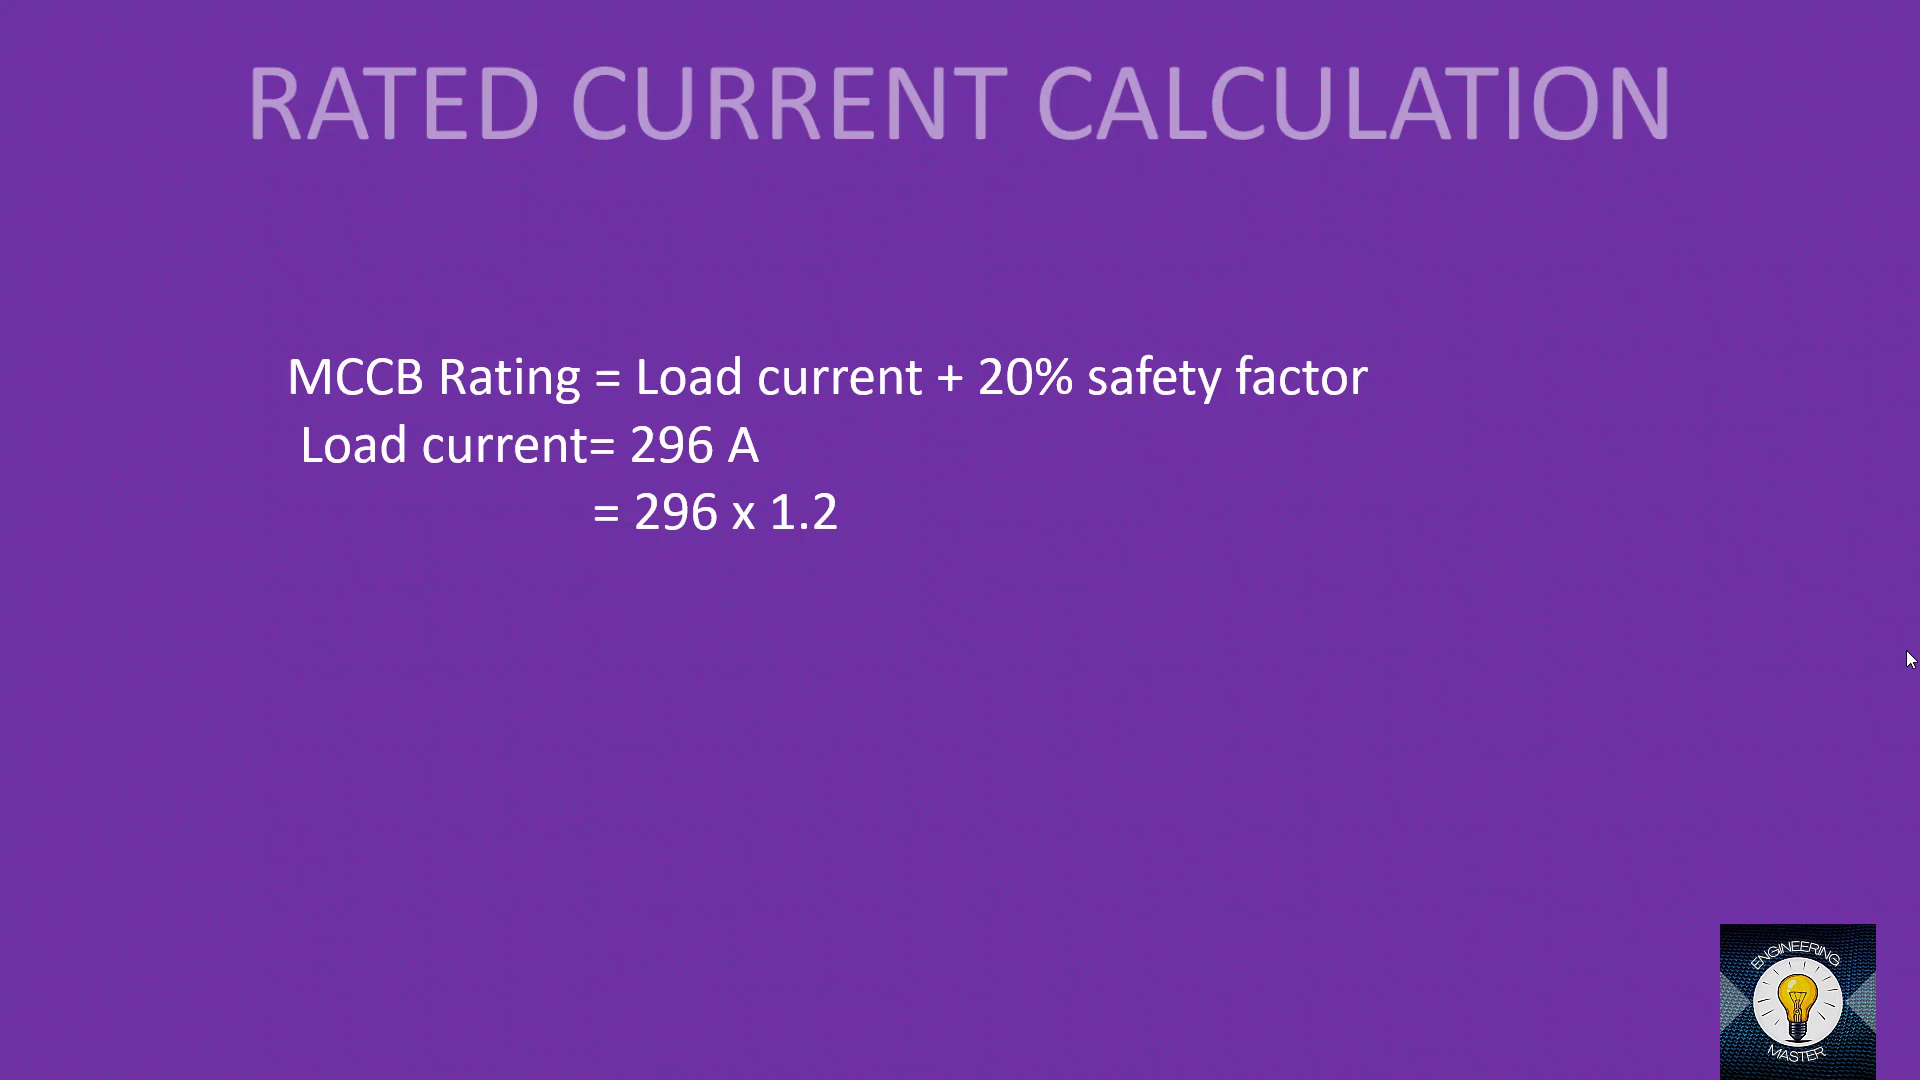 RATED CURRENT CALCULATION
MCCB Rating = Load current + 20% safety factor
Load current= 296 A
= 296 x 1.2
ENGINEERING
MASTER